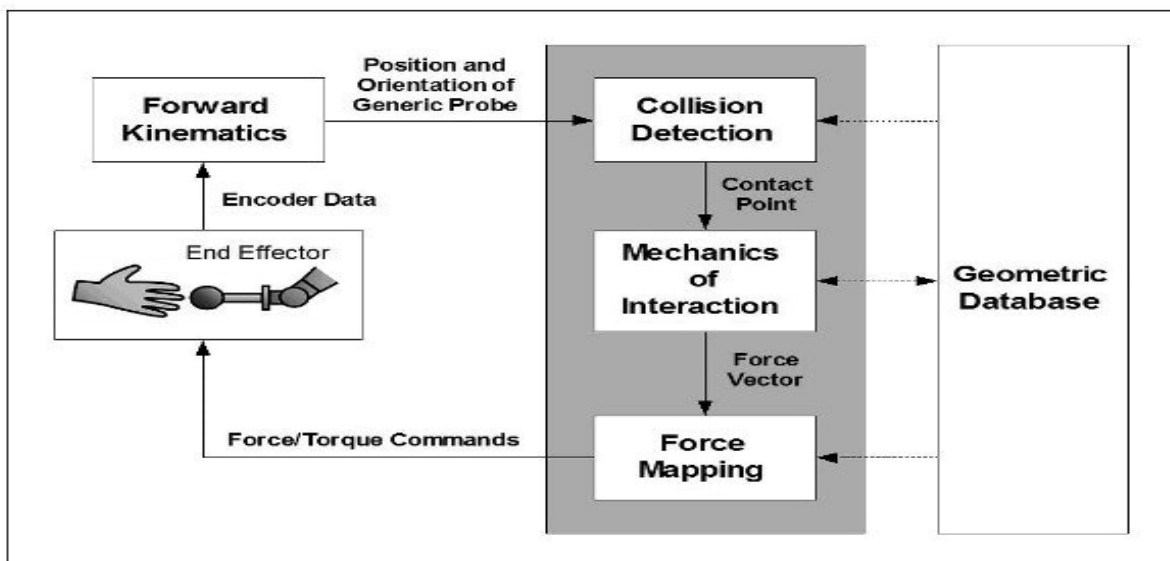 Position and
Orientation of
Generic Probe
Forward
Kinematics
Collision
Detection
Encoder Data
Contact
Point
End Effector
Mechanics
of
Interaction
Geometric
Database
Force
Vector
Force/Torque Commands
Force
Mapping